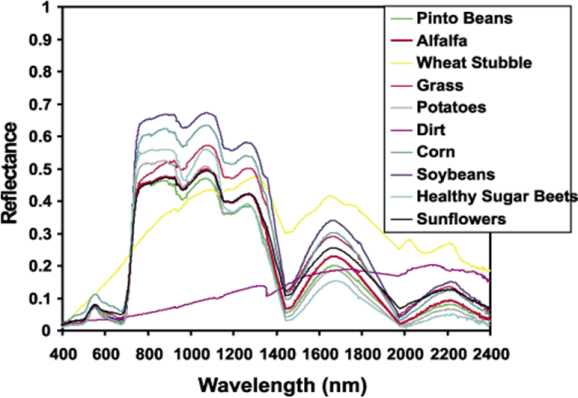 1
0.9
0.8
0.7
0.6
0.5
0.4
0.3
0.2
0.1
0
Reflectance
400 600 800 1000 1200 1400 1600 1800 2000 2200 2400
Wavelength (nm)
Pinto Beans
Alfalfa
Wheat Stubble
Grass
Potatoes
Dirt
Corn
Soybeans
Healthy Sugar Beets
Sunflowers